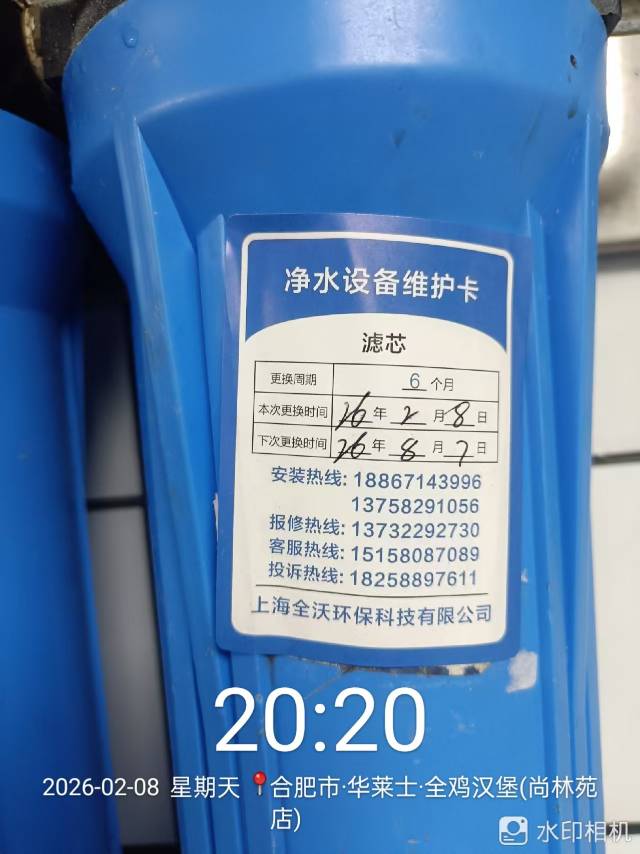 净水设备维护卡
滤芯
更换周期 6 个月
本次更换时间 26 年 2 月 8 日
下次更换时间 26 年 8 月 7 日
安装热线: 18867143996
13758291056
报修热线: 13732292730
客服热线: 15158087089
投诉热线: 18258897611
上海全沃环保科技有限公司
20:20
2026-02-08 星期天 📍合肥市·华莱士·全鸡汉堡(尚林苑
店)
水印相机